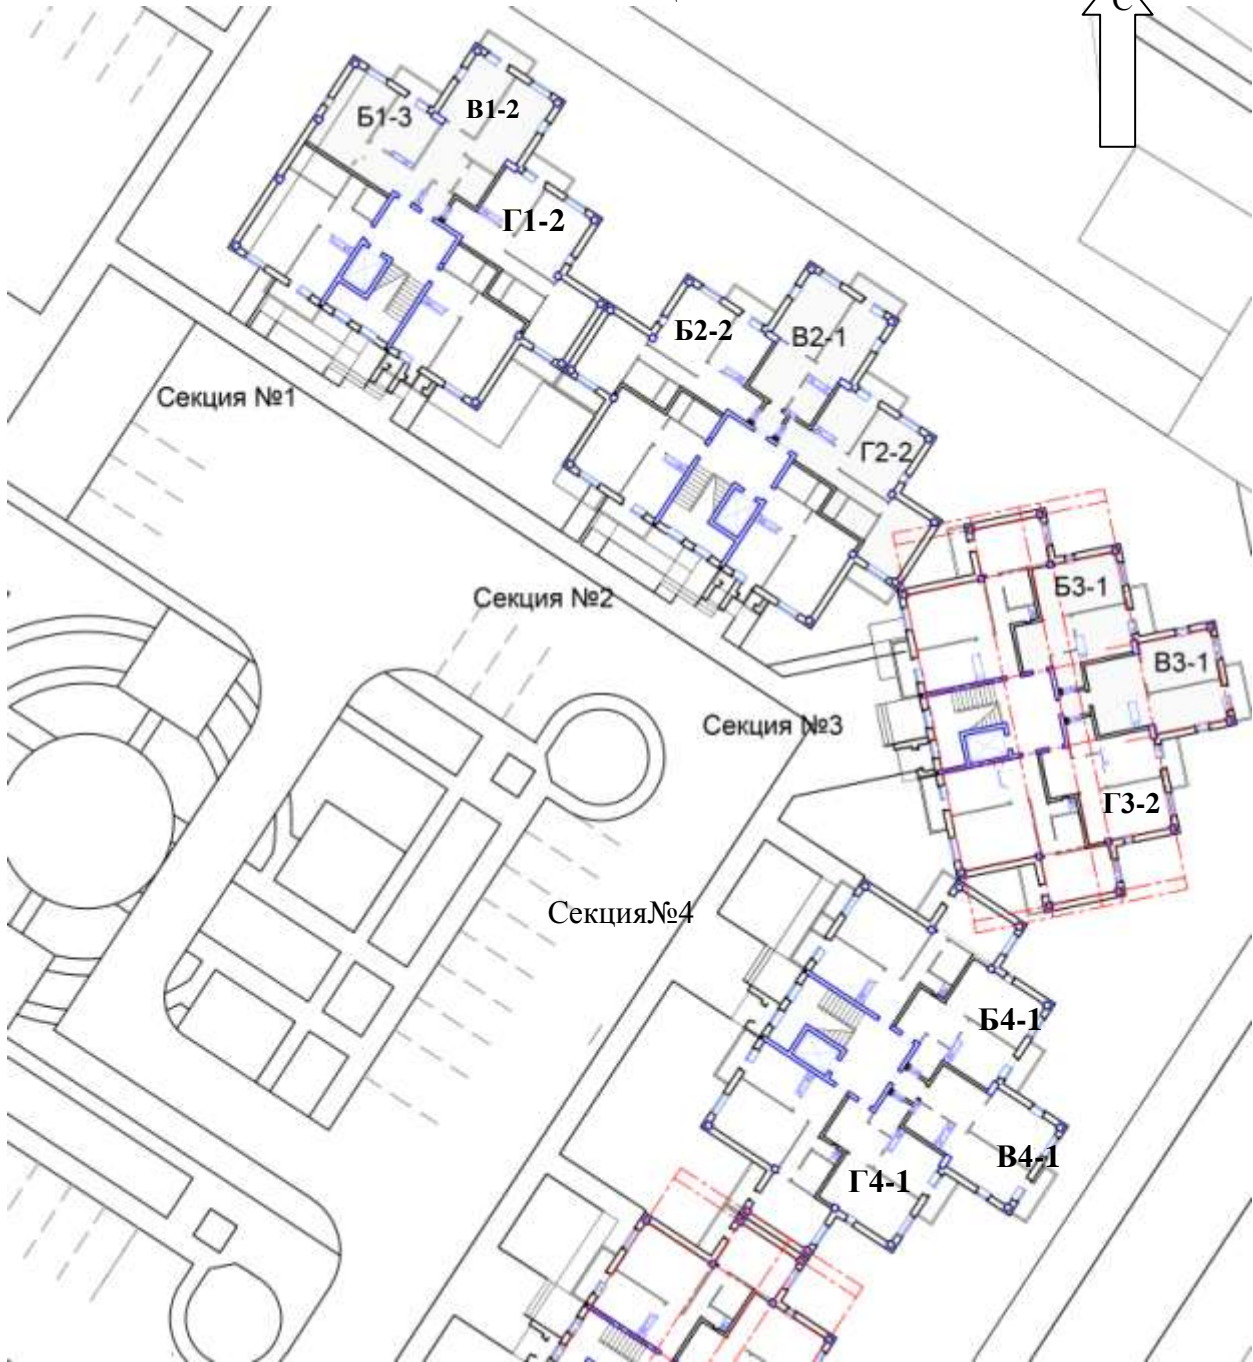 С
Б1-3
В1-2
Г1-2
Б2-2
В2-1
Г2-2
Секция №1
Секция №2
Б3-1
В3-1
Секция №3
Г3-2
Секция№4
Б4-1
В4-1
Г4-1